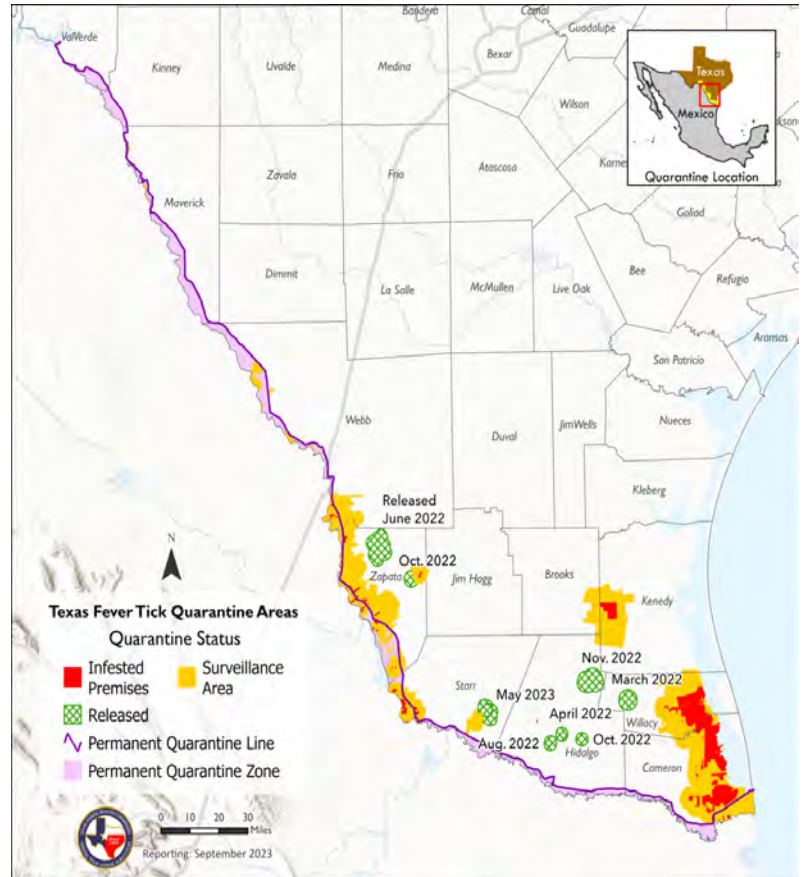 Bandera
Comal
Guadalupe
ValVerde
Kinney
Uvalde
Medina
Bexar
Texas
Mexico
Quarantine Location
Wilson
Karnes
Atascosa
Zavala
Frio
Maverick
Goliad
Bee
Refugio
Dimmit
La Salle
McMullen
Live Oak
Aransas
San Patricio
Webb
Duval
JimWells
Nueces
Kleberg
Released
June 2022
Oct. 2022
Zapata
Jim Hogg
Brooks
Kenedy
N
Texas Fever Tick Quarantine Areas
Quarantine Status
Infested
Premises
Surveillance
Area
Released
Permanent Quarantine Line
Permanent Quarantine Zone
Nov. 2022
March 2022
Starr
May 2023
April 2022
Willacy
Aug. 2022
Oct. 2022
Hidalgo
Cameron
0 10 20 30
Miles
Reporting: September 2023